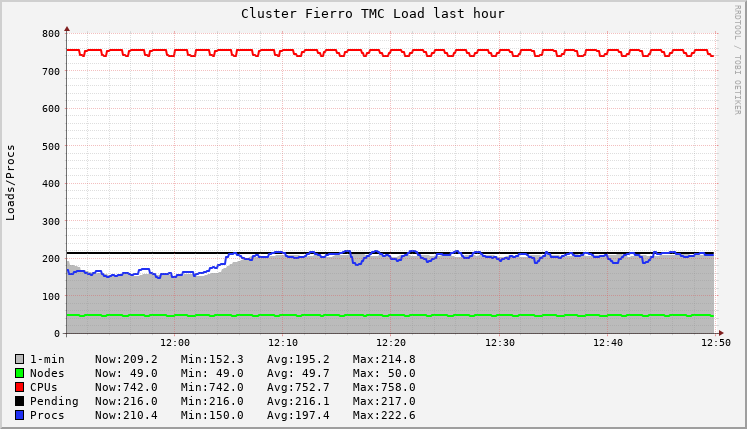 Cluster Fierro TMC Load last hour
RRDTOOL / TOBI OETIKER
Loads/Procs
800
700
600
500
400
300
200
100
0
12:00 12:10 12:20 12:30 12:40 12:50
1-min Now:209.2 Min:152.3 Avg:195.2 Max:214.8
Nodes Now: 49.0 Min: 49.0 Avg: 49.7 Max: 50.0
CPUs Now:742.0 Min:742.0 Avg:752.7 Max:758.0
Pending Now:216.0 Min:216.0 Avg:216.1 Max:217.0
Procs Now:210.4 Min:150.0 Avg:197.4 Max:222.6